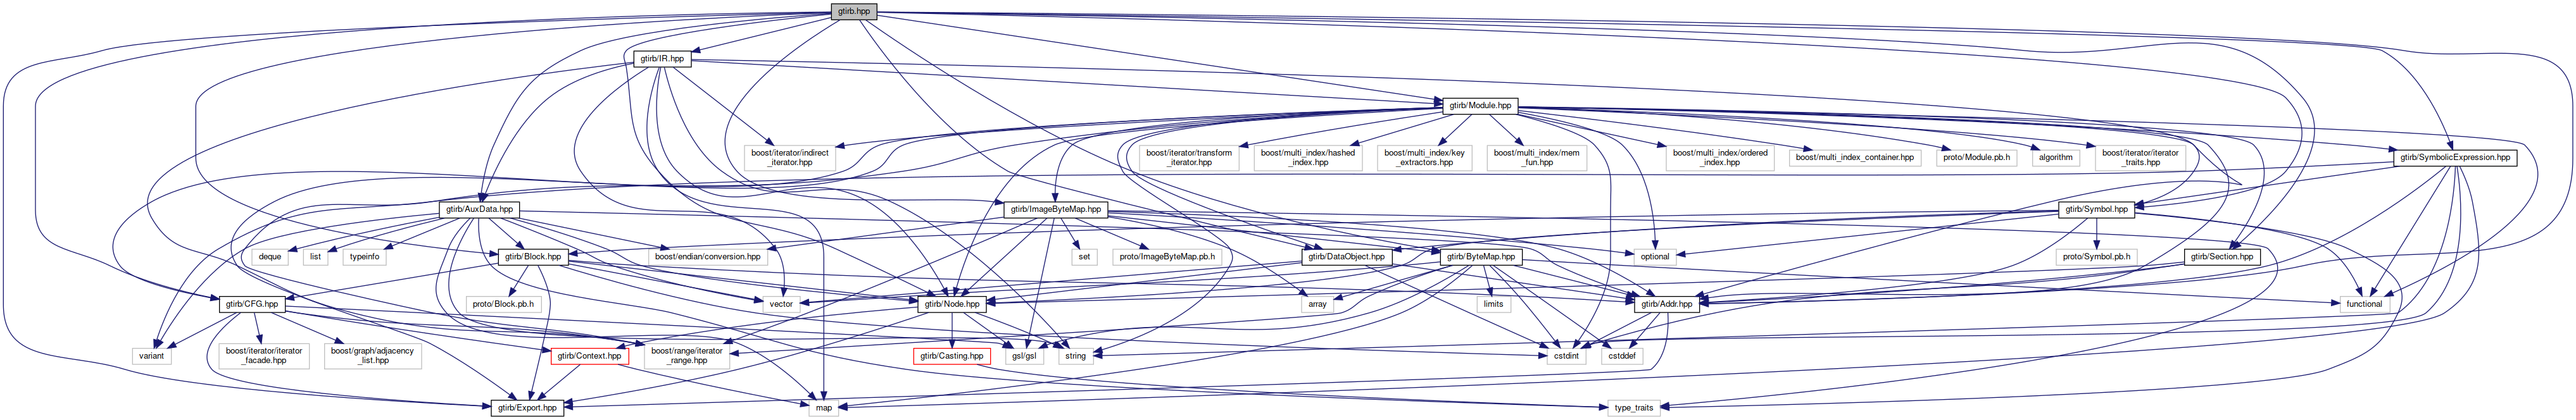 gtirb.hpp
gtirb/IR.hpp
gtirb/Module.hpp
boost/iterator/indirect
_iterator.hpp
boost/iterator/transform
_iterator.hpp
boost/multi_index/hashed
_index.hpp
boost/multi_index/key
_extractors.hpp
boost/multi_index/mem
_fun.hpp
boost/multi_index/ordered
_index.hpp
boost/multi_index_container.hpp
proto/Module.pb.h
algorithm
boost/iterator/iterator
_traits.hpp
gtirb/SymbolicExpression.hpp
gtirb/AuxData.hpp
gtirb/ImageByteMap.hpp
gtirb/Symbol.hpp
deque
list
typeinfo
gtirb/Block.hpp
boost/endian/conversion.hpp
set
proto/ImageByteMap.pb.h
gtirb/DataObject.hpp
gtirb/ByteMap.hpp
optional
proto/Symbol.pb.h
gtirb/Section.hpp
gtirb/CFG.hpp
proto/Block.pb.h
vector
gtirb/Node.hpp
array
limits
gtirb/Addr.hpp
functional
variant
boost/iterator/iterator
_facade.hpp
boost/graph/adjacency
_list.hpp
gtirb/Context.hpp
boost/range/iterator
_range.hpp
gtirb/Casting.hpp
gsl/gsl
string
cstdint
cstddef
gtirb/Export.hpp
map
type_traits